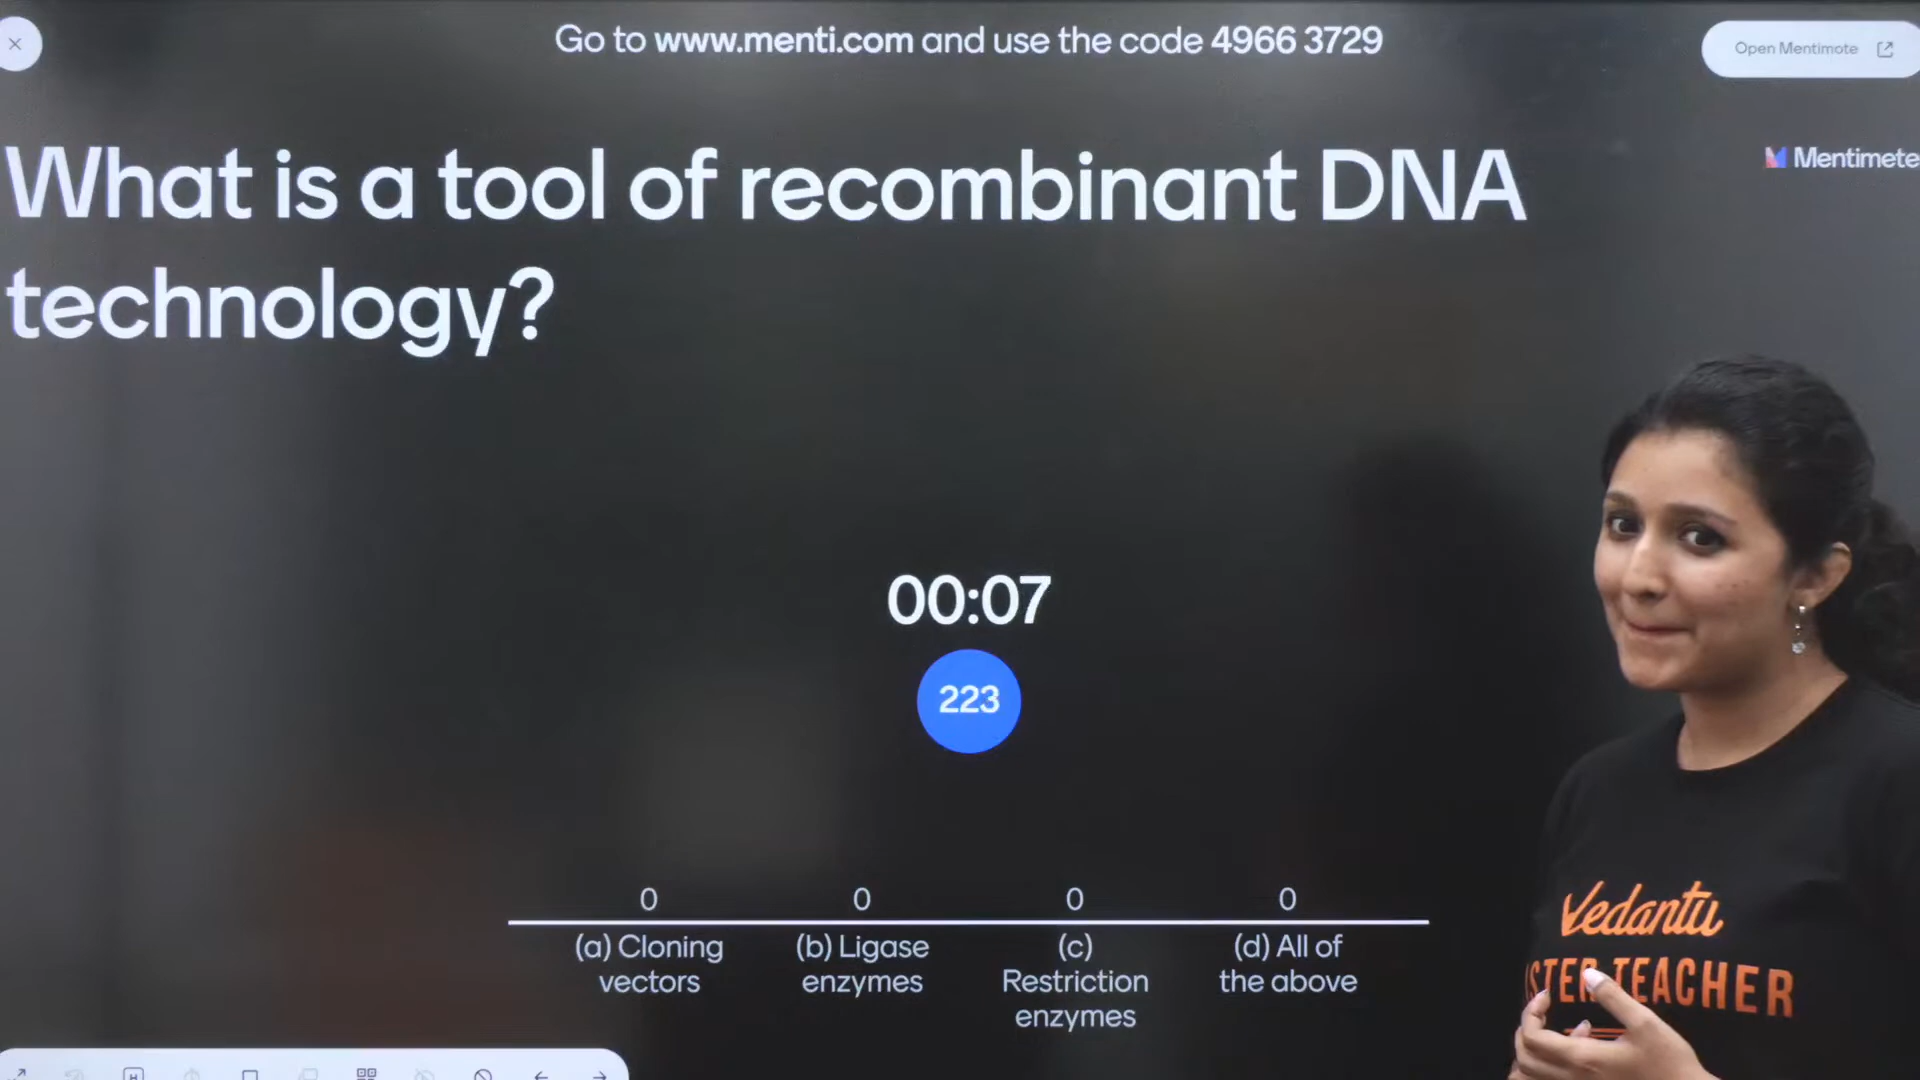 Go to www.menti.com and use the code 4966 3729
Open Mentimote
Mentimete
What is a tool of recombinant DNA
technology?
00:07
223
0 0 0 0
(a) Cloning
vectors
(b) Ligase
enzymes
(c)
Restriction
enzymes
(d) All of
the above
Vedantu
STER TEACHER
H